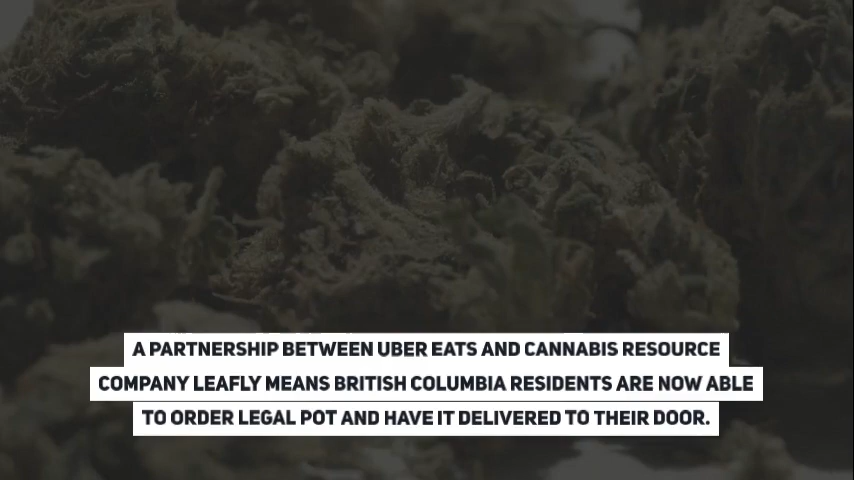 A PARTNERSHIP BETWEEN UBER EATS AND CANNABIS RESOURCE
COMPANY LEAFLY MEANS BRITISH COLUMBIA RESIDENTS ARE NOW ABLE
TO ORDER LEGAL POT AND HAVE IT DELIVERED TO THEIR DOOR.